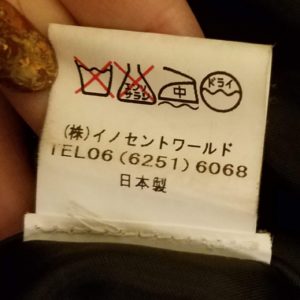 エンソ
サラシ
中
ドライ
(株)イノセントワールド
TEL06(6251)6068
日本製